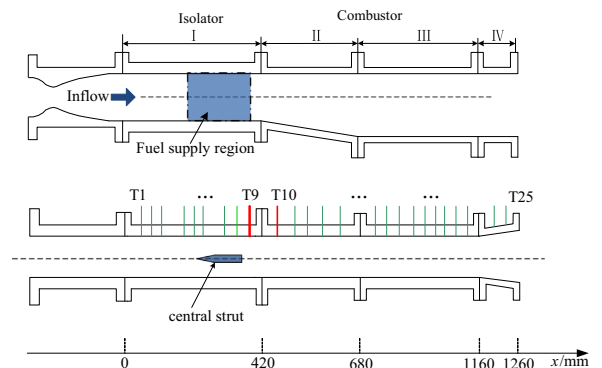 Isolator Combustor
I II III IV
Inflow
Fuel supply region
T1 ... T9 T10 ... ... T25
central strut
0 420 680 1160 1260 x/mm